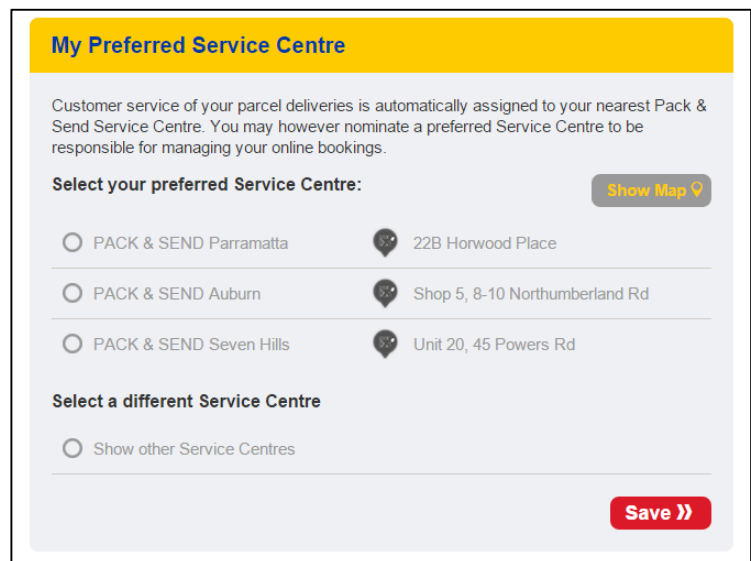 My Preferred Service Centre
Customer service of your parcel deliveries is automatically assigned to your nearest Pack &
Send Service Centre. You may however nominate a preferred Service Centre to be
responsible for managing your online bookings.
Select your preferred Service Centre:
Show Map
PACK & SEND Parramatta 22B Horwood Place
PACK & SEND Auburn Shop 5, 8-10 Northumberland Rd
PACK & SEND Seven Hills Unit 20, 45 Powers Rd
Select a different Service Centre
Show other Service Centres
Save »